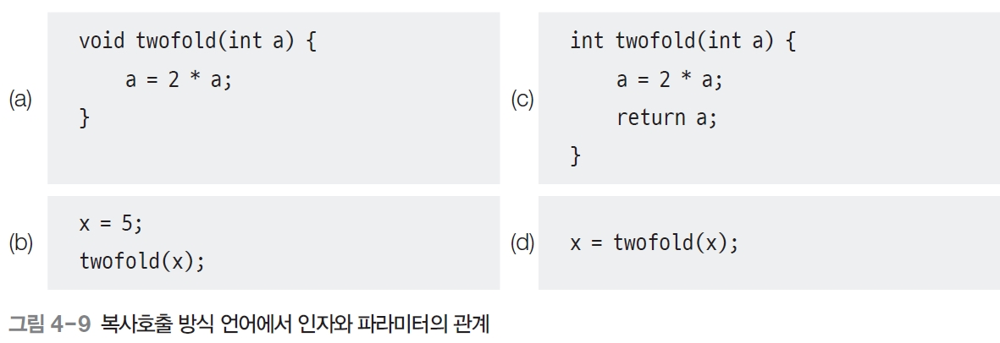 (a)
void twofold(int a) {
    a = 2 * a;
}
(b)
x = 5;
twofold(x);
(c)
int twofold(int a) {
    a = 2 * a;
    return a;
}
(d)
x = twofold(x);
그림 4-9 복사호출 방식 언어에서 인자와 파라미터의 관계